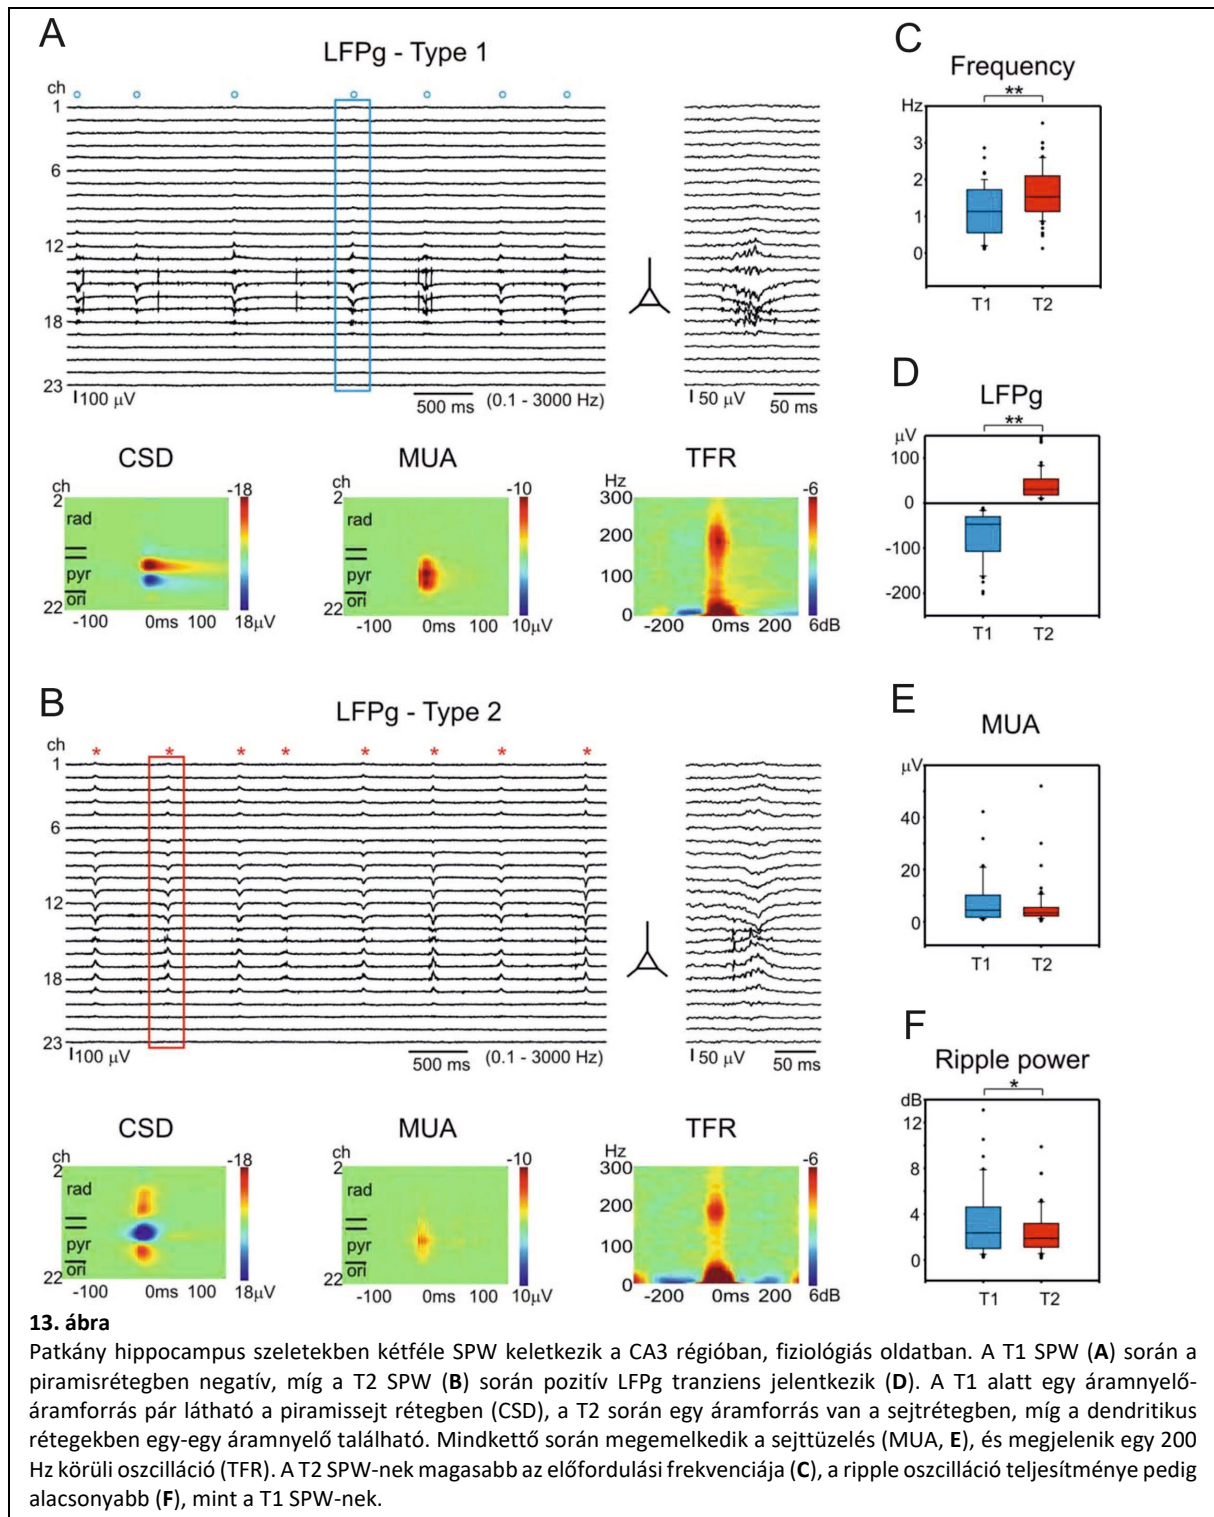 A
LFPg - Type 1
ch
1
6
12
18
23
100 µV
500 ms
(0.1 - 3000 Hz)
50 µV
50 ms
CSD
ch
2
rad
pyr
ori
22
-100
0ms
100
-18
18µV
MUA
ch
2
rad
pyr
ori
22
-100
0ms
100
-10
10µV
TFR
Hz
300
200
100
0
-200
0ms
200
-6
6dB
B
LFPg - Type 2
* * * * * * * *
ch
1
6
12
18
23
100 µV
500 ms
(0.1 - 3000 Hz)
50 µV
50 ms
CSD
ch
2
rad
pyr
ori
22
-100
0ms
100
-18
18µV
MUA
ch
2
rad
pyr
ori
22
-100
0ms
100
-10
10µV
TFR
Hz
300
200
100
0
-200
0ms
200
-6
6dB
C
Frequency
Hz
**
3
2
1
0
T1
T2
D
LFPg
µV
**
100
0
-100
-200
T1
T2
E
MUA
µV
40
20
0
T1
T2
F
Ripple power
dB
*
12
8
4
0
T1
T2
13. ábra
Patkány hippocampus szeletekben kétféle SPW keletkezik a CA3 régióban, fiziológiás oldatban. A T1 SPW (A) során a
piramisrétegben negatív, míg a T2 SPW (B) során pozitív LFPg tranziens jelentkezik (D). A T1 alatt egy áramnyelő-
áramforrás pár látható a piramissejt rétegben (CSD), a T2 során egy áramforrás van a sejtrétegben, míg a dendritikus
rétegekben egy-egy áramnyelő található. Mindkettő során megemelkedik a sejttüzelés (MUA, E), és megjelenik egy 200
Hz körüli oszcilláció (TFR). A T2 SPW-nek magasabb az előfordulási frekvenciája (C), a ripple oszcilláció teljesítménye pedig
alacsonyabb (F), mint a T1 SPW-nek.